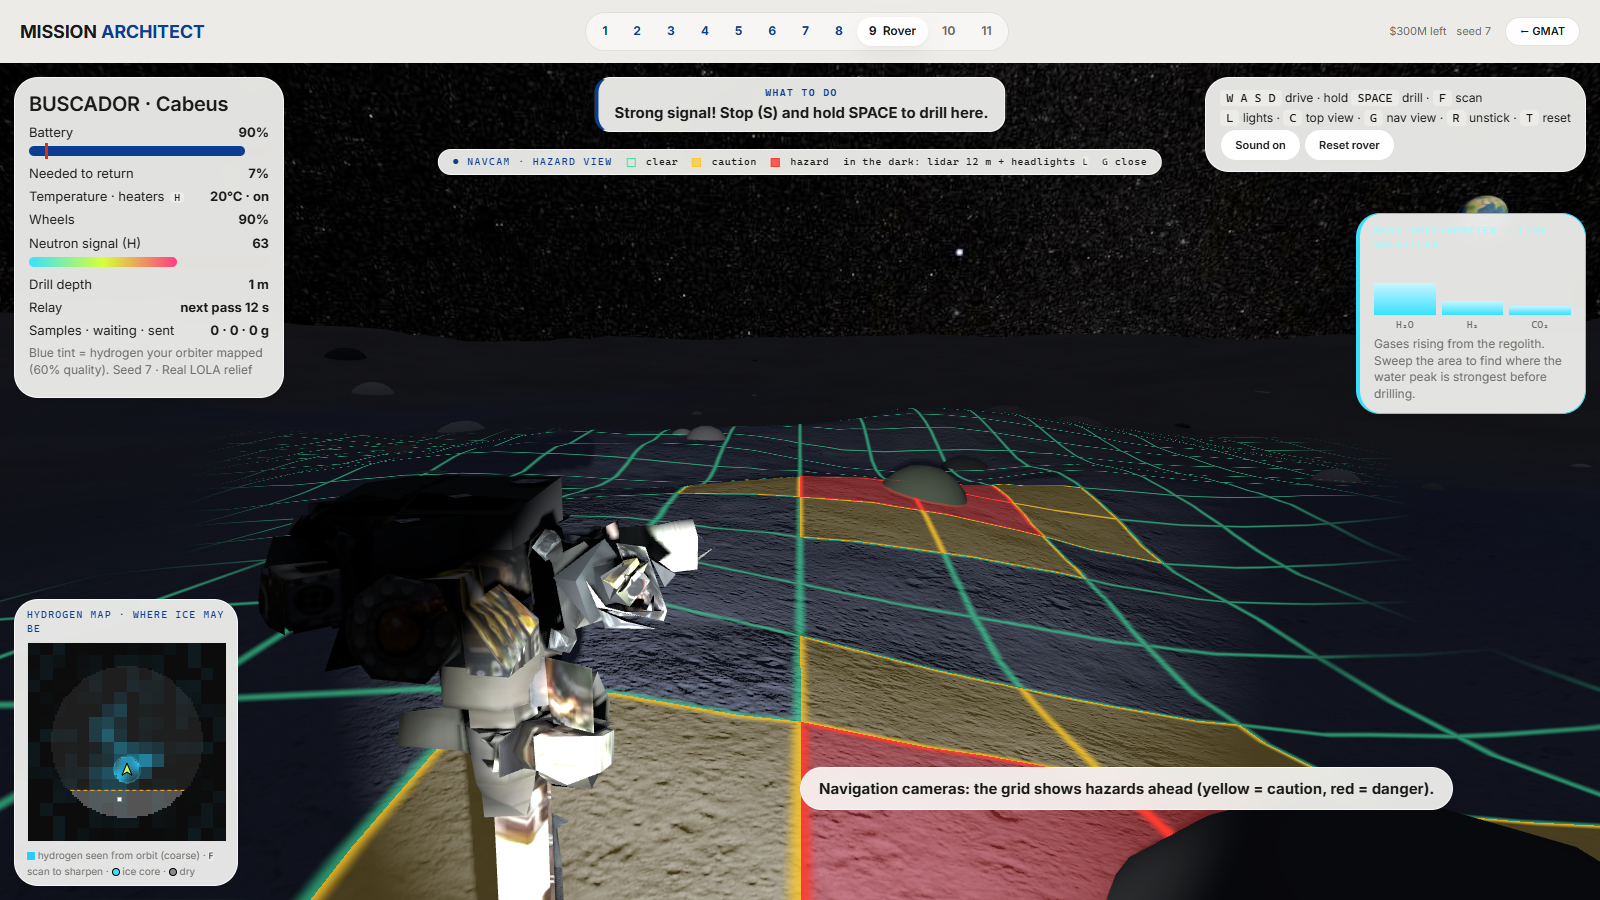 MISSION ARCHITECT
1 2 3 4 5 6 7 8 9 Rover 10 11
$300M left seed 7 ← GMAT
BUSCADOR · Cabeus
Battery 90%
Needed to return 7%
Temperature · heaters H 20°C · on
Wheels 90%
Neutron signal (H) 63
Drill depth 1 m
Relay next pass 12 s
Samples · waiting · sent 0 · 0 · 0 g
Blue tint = hydrogen your orbiter mapped
(60% quality). Seed 7 · Real LOLA relief
WHAT TO DO
Strong signal! Stop (S) and hold SPACE to drill here.
NAVCAM · HAZARD VIEW clear caution hazard in the dark: lidar 12 m + headlights L G close
W A S D drive · hold SPACE drill · F scan
L lights · C top view · G nav view · R unstick · T reset
Sound on Reset rover
H₂O H₂ CO₂
Gases rising from the regolith.
Sweep the area to find where the
water peak is strongest before
drilling.
HYDROGEN MAP · WHERE ICE MAY
BE
hydrogen seen from orbit (coarse) · F
scan to sharpen · ice core · dry
Navigation cameras: the grid shows hazards ahead (yellow = caution, red = danger).